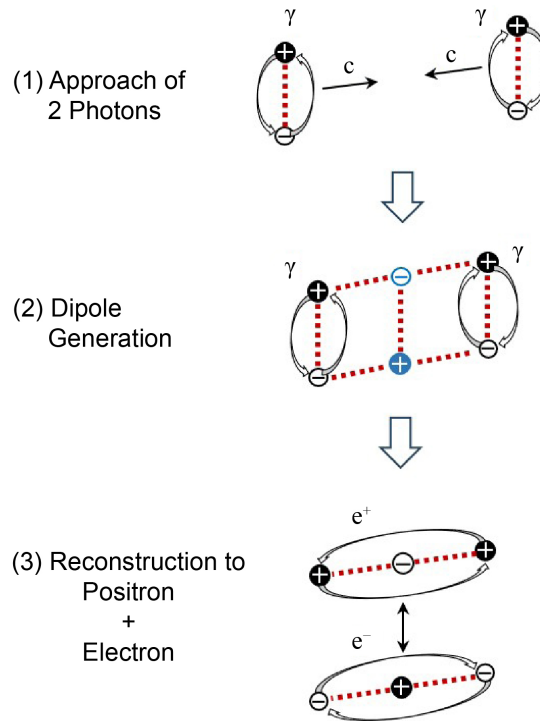 γ
γ
+
+
c
c
(1) Approach of
2 Photons
−
−
γ
γ
+
−
+
(2) Dipole
Generation
−
+
−
e⁺
(3) Reconstruction to
Positron
+
Electron
+
−
+
e⁻
−
+
−